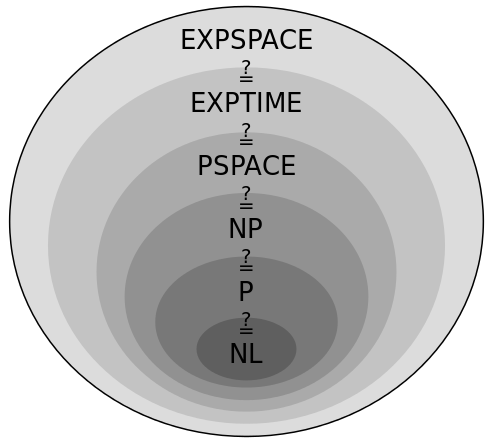 EXPSPACE
?
=
EXPTIME
?
=
PSPACE
?
=
NP
?
=
P
?
=
NL